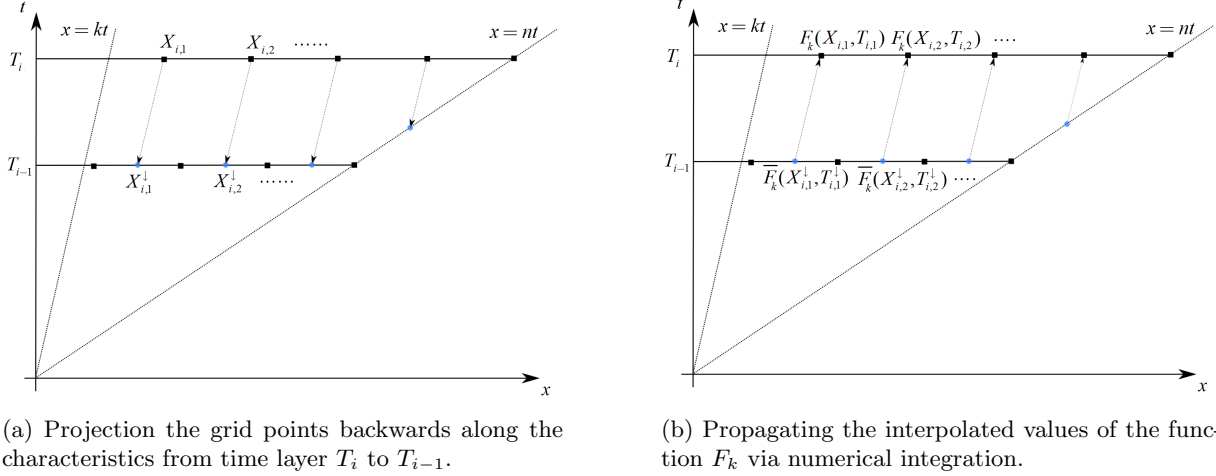 t
x = kt
X_{i,1}
X_{i,2}
......
x = nt
T_i
T_{i−1}
X^↓_{i,1}
X^↓_{i,2}
......
x
(a) Projection the grid points backwards along the
characteristics from time layer T_i to T_{i−1}.
t
x = kt
F_k(X_{i,1},T_{i,1}) F_k(X_{i,2},T_{i,2}) ....
x = nt
T_i
T_{i−1}
F̅_k(X^↓_{i,1},T^↓_{i,1}) F̅_k(X^↓_{i,2},T^↓_{i,2}) ....
x
(b) Propagating the interpolated values of the func-
tion F_k via numerical integration.